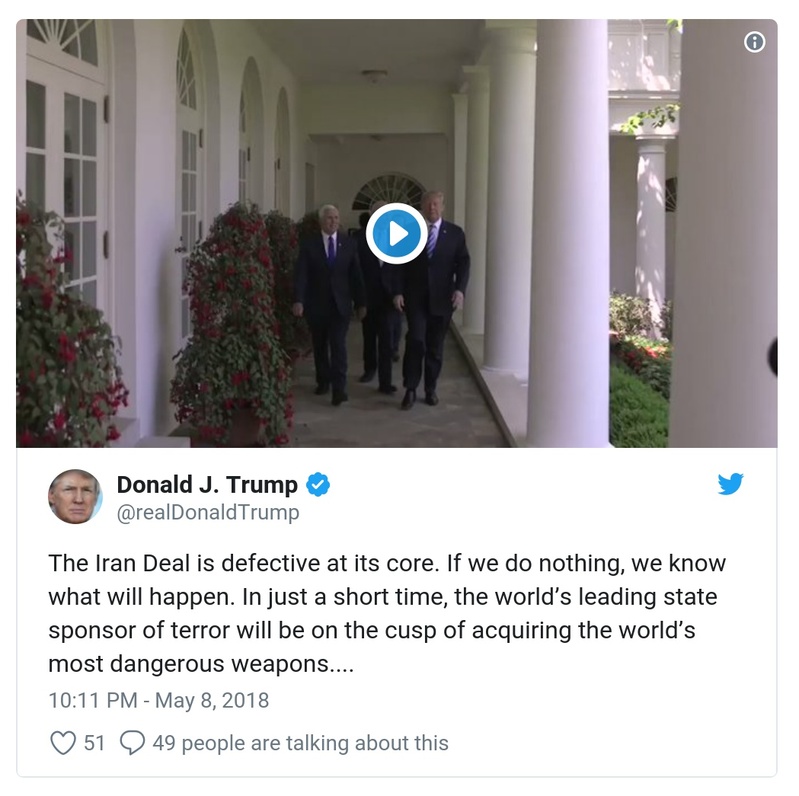 Donald J. Trump
@realDonaldTrump
The Iran Deal is defective at its core. If we do nothing, we know
what will happen. In just a short time, the world’s leading state
sponsor of terror will be on the cusp of acquiring the world’s
most dangerous weapons....
10:11 PM - May 8, 2018
51 49 people are talking about this